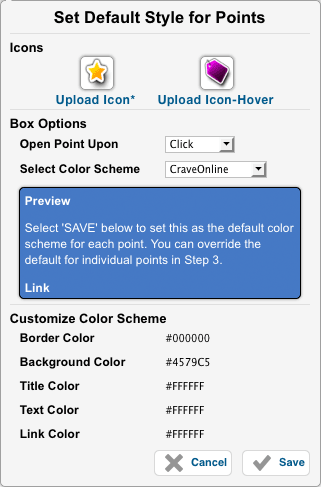 Set Default Style for Points
Icons
Upload Icon* Upload Icon-Hover
Box Options
Open Point Upon Click
Select Color Scheme CraveOnline
Preview
Select 'SAVE' below to set this as the default color
scheme for each point. You can override the
default for individual points in Step 3.
Link
Customize Color Scheme
Border Color #000000
Background Color #4579C5
Title Color #FFFFFF
Text Color #FFFFFF
Link Color #FFFFFF
Cancel Save